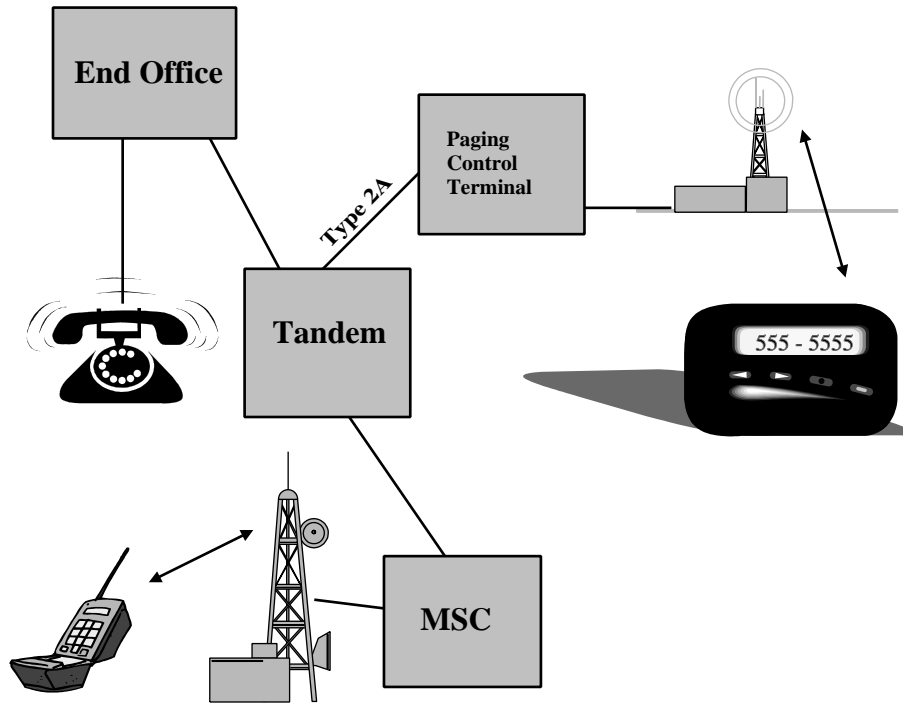 End Office
Paging
Control
Terminal
Type 2A
Tandem
555 - 5555
MSC